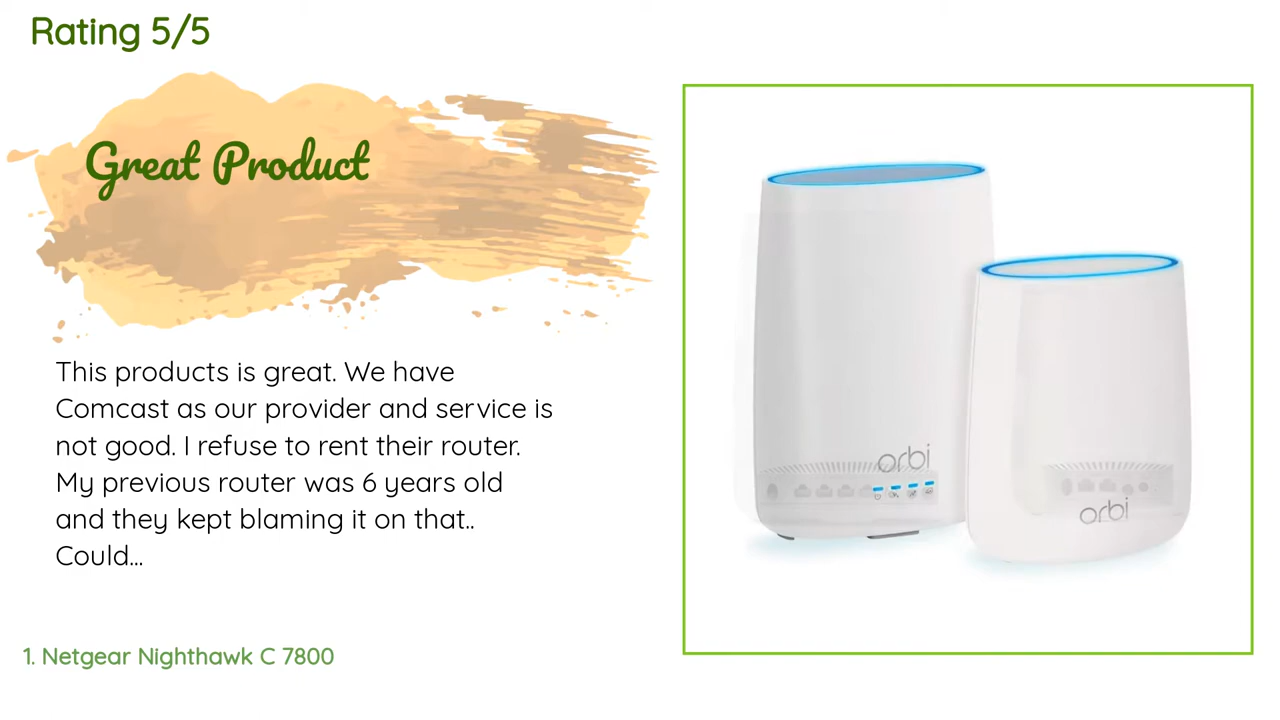 Rating 5/5
Great Product
This products is great. We have
Comcast as our provider and service is
not good. I refuse to rent their router.
My previous router was 6 years old
and they kept blaming it on that..
Could...
orbi
orbi
1. Netgear Nighthawk C 7800